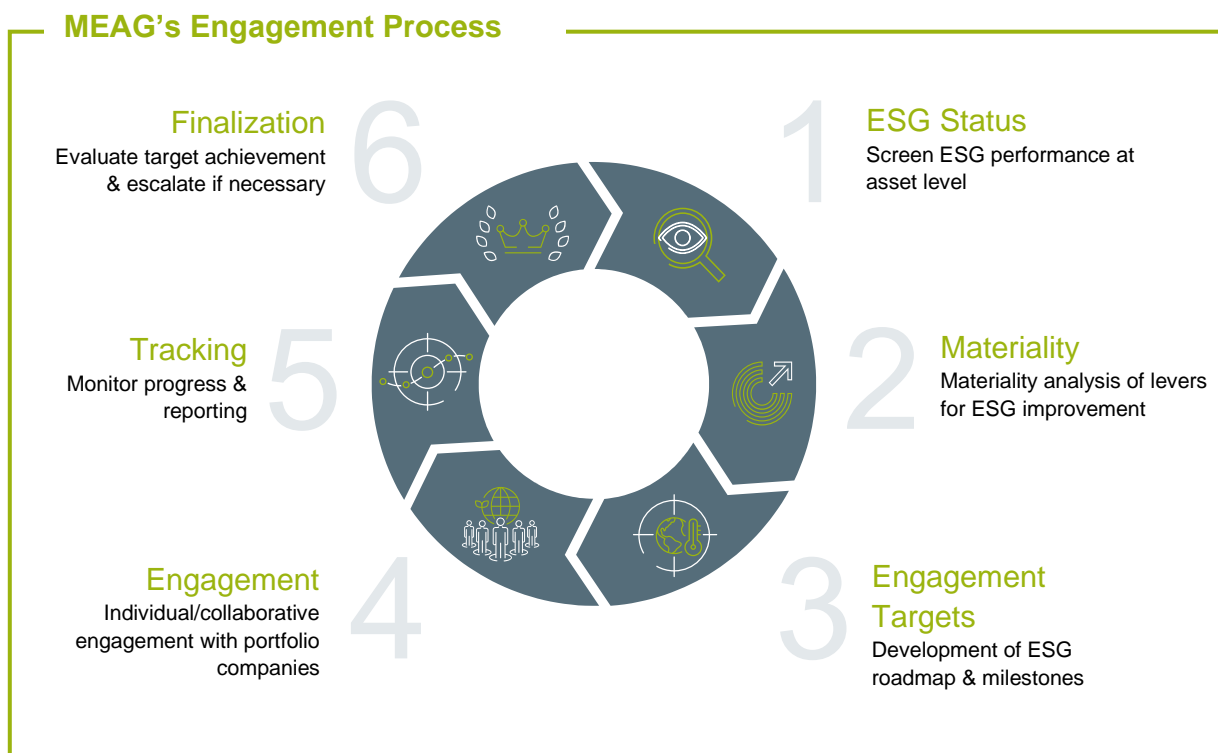 MEAG's Engagement Process
1
ESG Status
Screen ESG performance at
asset level
2
Materiality
Materiality analysis of levers
for ESG improvement
3
Engagement
Targets
Development of ESG
roadmap & milestones
4
Engagement
Individual/collaborative
engagement with portfolio
companies
5
Tracking
Monitor progress &
reporting
6
Finalization
Evaluate target achievement
& escalate if necessary